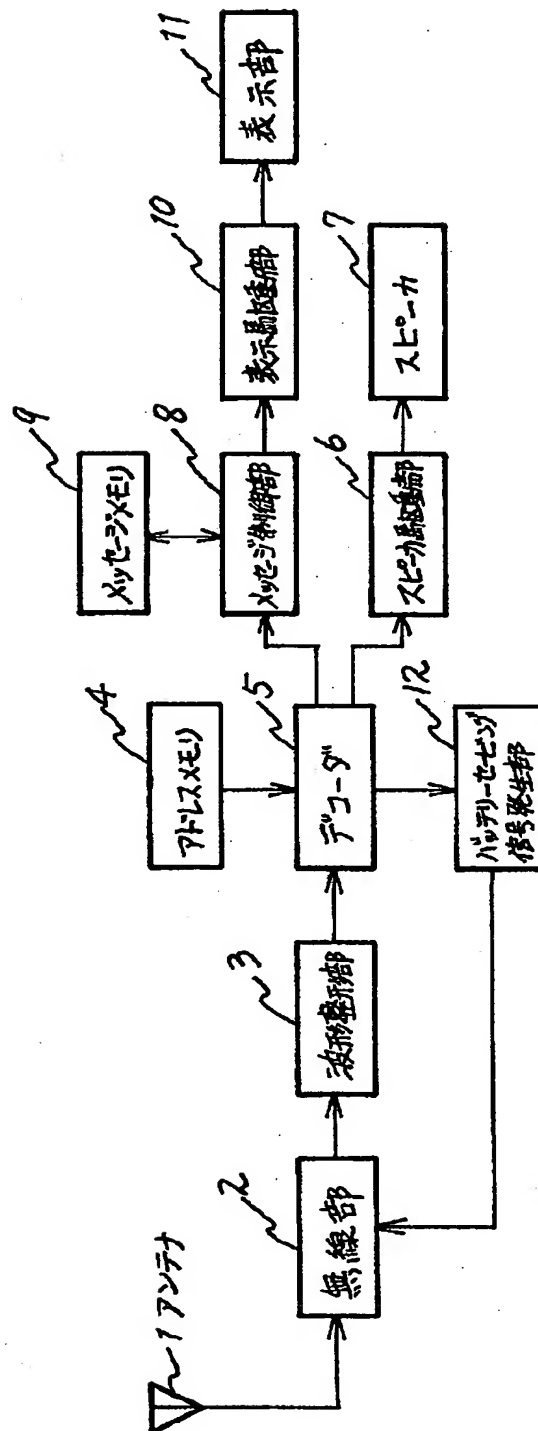 1 アンテナ
2
無線部
3
波形整形部
4
アドレスメモリ
5
デコーダ
9
メッセージメモリ
8
メッセージ制御部
10
表示駆動部
11
表示部
6
スピーカ駆動部
7
スピーカ
12
バッテリーセービング
信号発生部